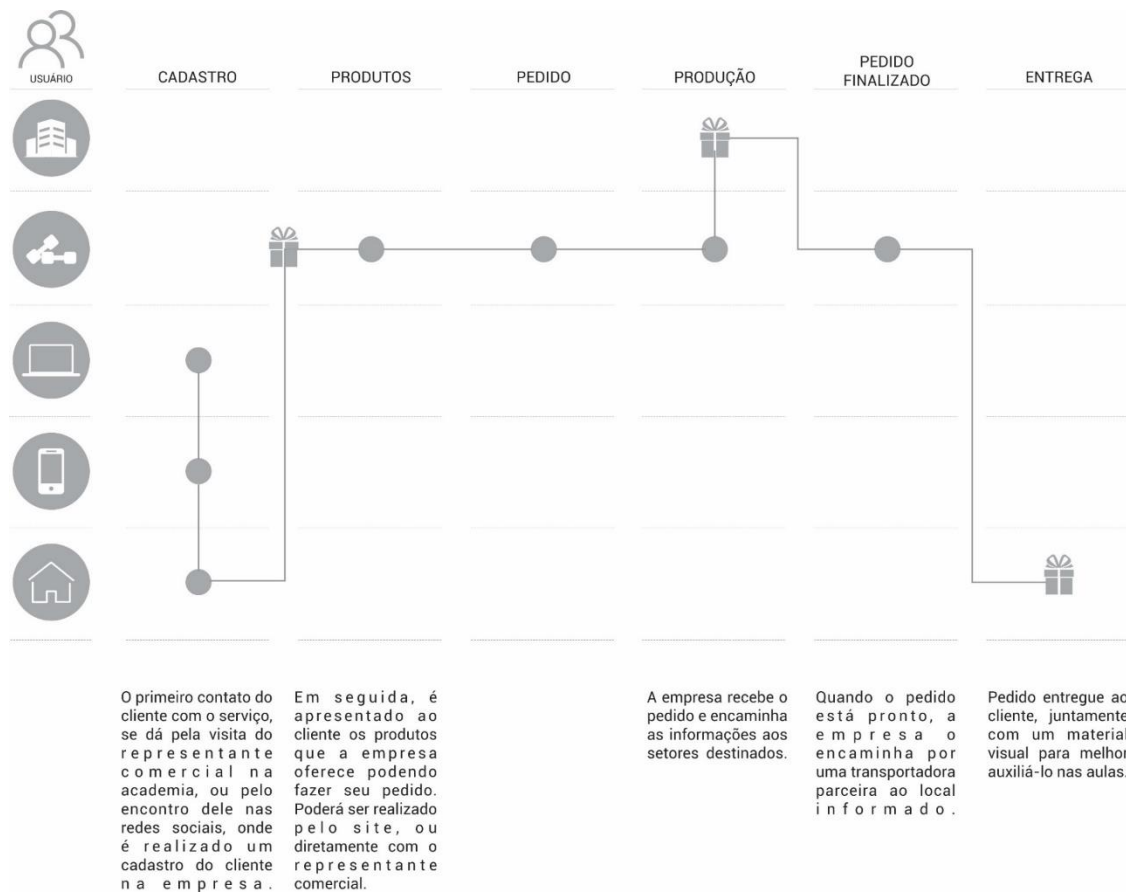 USUÁRIO
CADASTRO
PRODUTOS
PEDIDO
PRODUÇÃO
PEDIDO
FINALIZADO
ENTREGA
O primeiro contato do
cliente com o serviço,
se dá pela visita do
representante
comercial na
academia, ou pelo
encontro dele nas
redes sociais, onde
é realizado um
cadastro do cliente
na empresa.
Em seguida, é
apresentado ao
cliente os produtos
que a empresa
oferece podendo
fazer seu pedido.
Poderá ser realizado
pelo site, ou
diretamente com o
representante
comercial.
A empresa recebe o
pedido e encaminha
as informações aos
setores destinados.
Quando o pedido
está pronto, a
empresa o
encaminha por
uma transportadora
parceira ao local
informado.
Pedido entregue ao
cliente, juntamente
com um material
visual para melhor
auxiliá-lo nas aulas.